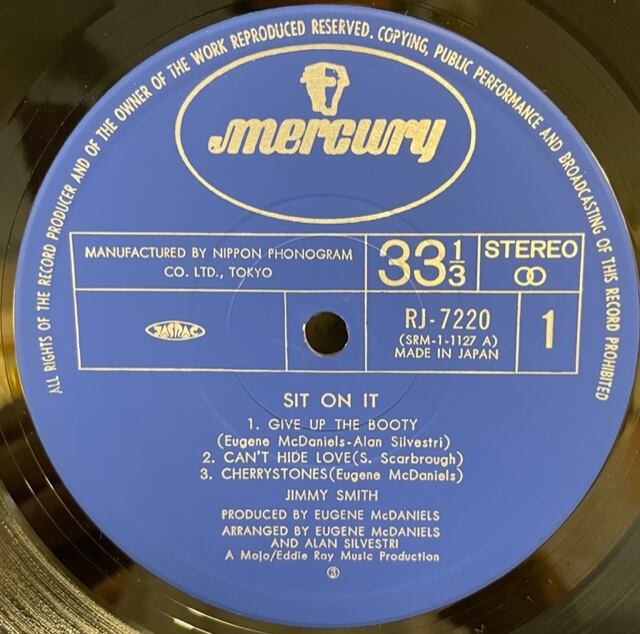 ALL RIGHTS OF THE RECORD PRODUCER AND OF THE OWNER OF THE WORK REPRODUCED RESERVED. COPYING, PUBLIC PERFORMANCE AND BROADCASTING OF THIS RECORD PROHIBITED
mercury
MANUFACTURED BY NIPPON PHONOGRAM
CO. LTD., TOKYO
33 1/3
STEREO
JASRAC
RJ-7220
(SRM-1-1127 A)
MADE IN JAPAN
1
SIT ON IT
1. GIVE UP THE BOOTY
(Eugene McDaniels-Alan Silvestri)
2. CAN'T HIDE LOVE(S. Scarbrough)
3. CHERRYSTONES(Eugene McDaniels)
JIMMY SMITH
PRODUCED BY EUGENE McDANIELS
ARRANGED BY EUGENE McDANIELS
AND ALAN SILVESTRI
A Mojo/Eddie Ray Music Production
③